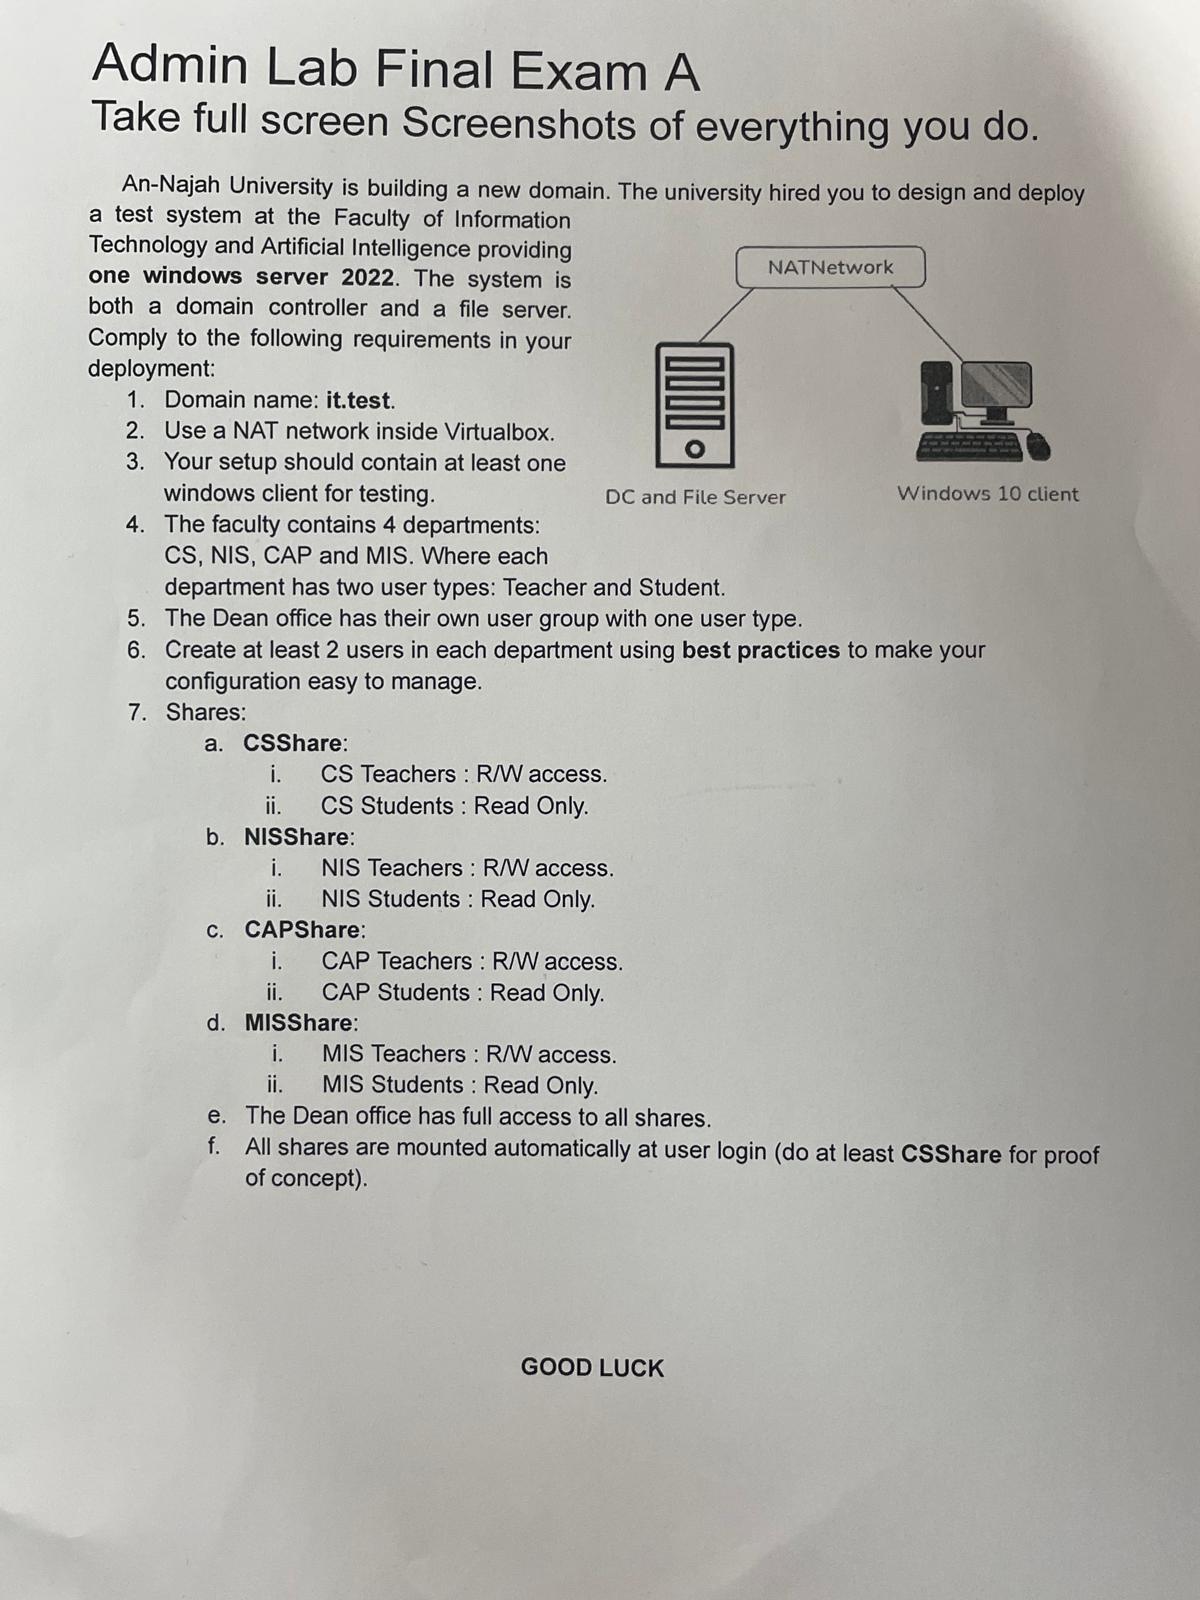 Admin Lab Final Exam A
Take full screen Screenshots of everything you do.
An-Najah University is building a new domain. The university hired you to design and deploy
a test system at the Faculty of Information
Technology and Artificial Intelligence providing
one windows server 2022. The system is
both a domain controller and a file server.
Comply to the following requirements in your
deployment:
NATNetwork
DC and File Server
Windows 10 client
1. Domain name: it.test.
2. Use a NAT network inside Virtualbox.
3. Your setup should contain at least one
windows client for testing.
4. The faculty contains 4 departments:
CS, NIS, CAP and MIS. Where each
department has two user types: Teacher and Student.
5. The Dean office has their own user group with one user type.
6. Create at least 2 users in each department using best practices to make your
configuration easy to manage.
7. Shares:
a. CSShare:
i. CS Teachers : R/W access.
ii. CS Students : Read Only.
b. NISShare:
i. NIS Teachers : R/W access.
ii. NIS Students : Read Only.
c. CAPShare:
i. CAP Teachers : R/W access.
ii. CAP Students : Read Only.
d. MISShare:
i. MIS Teachers : R/W access.
ii. MIS Students : Read Only.
e. The Dean office has full access to all shares.
f. All shares are mounted automatically at user login (do at least CSShare for proof
of concept).
GOOD LUCK